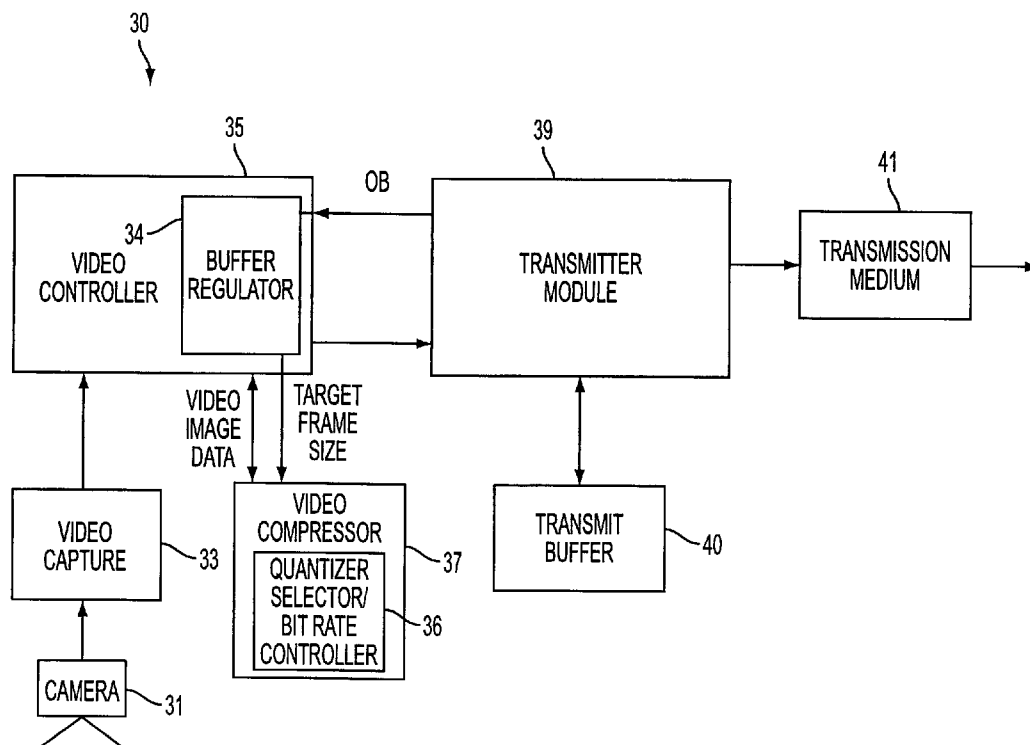 30
35
39
41
OB
34
VIDEO
CONTROLLER
BUFFER
REGULATOR
TRANSMITTER
MODULE
TRANSMISSION
MEDIUM
VIDEO
IMAGE
DATA
TARGET
FRAME
SIZE
VIDEO
CAPTURE
33
VIDEO
COMPRESSOR
37
QUANTIZER
SELECTOR/
BIT RATE
CONTROLLER
36
TRANSMIT
BUFFER
40
CAMERA
31